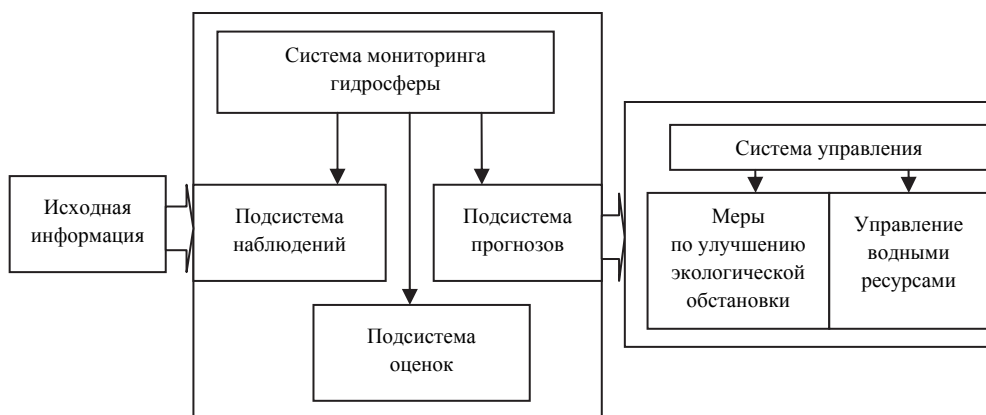 Система мониторинга
гидросферы
Система управления
Исходная
информация
Подсистема
наблюдений
Подсистема
прогнозов
Меры
по улучшению
экологической
обстановки
Управление
водными
ресурсами
Подсистема
оценок